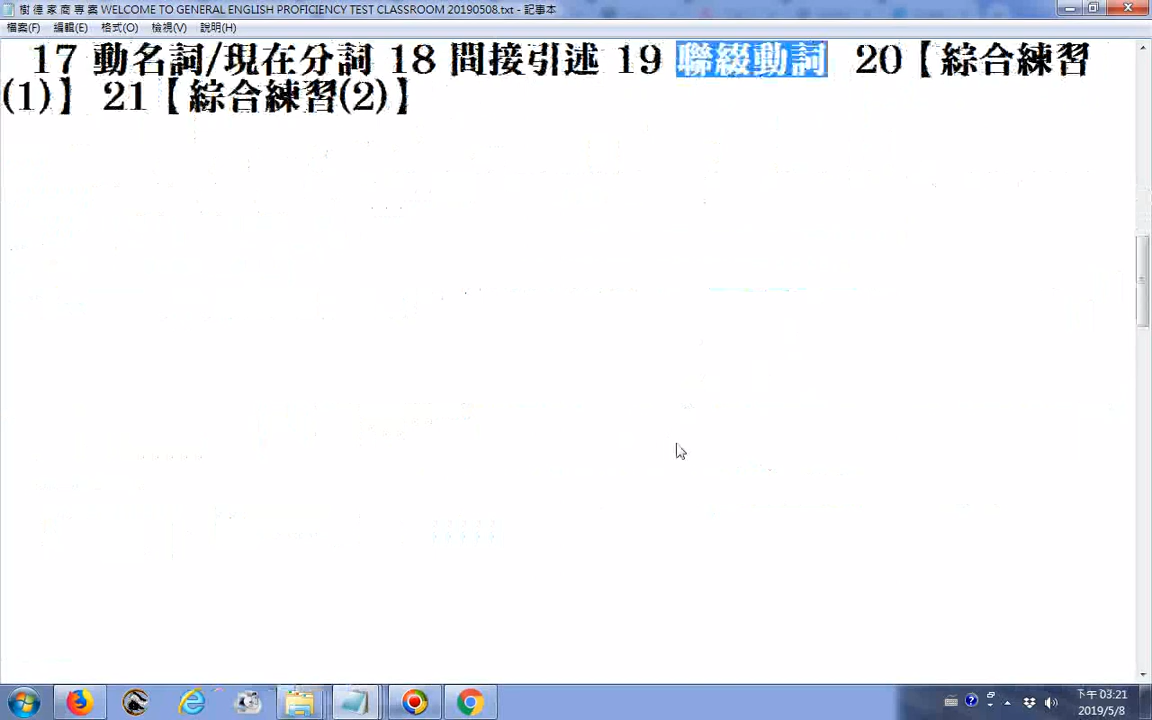 樹 德 家 商 專 案 WELCOME TO GENERAL ENGLISH PROFICIENCY TEST CLASSROOM 20190508.txt - 記事本
檔案(F) 編輯(E) 格式(O) 檢視(V) 說明(H)
17 動名詞/現在分詞 18 間接引述 19 聯綴動詞 20【綜合練習
(1)】 21【綜合練習(2)】
下午 03:21
2019/5/8